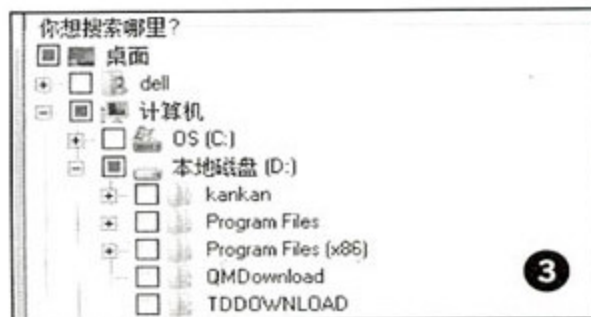 你想搜索哪里?
桌面
dell
计算机
OS (C:)
本地磁盘 (D:)
kankan
Program Files
Program Files (x86)
QMDownload
TDDOWNLOAD
3